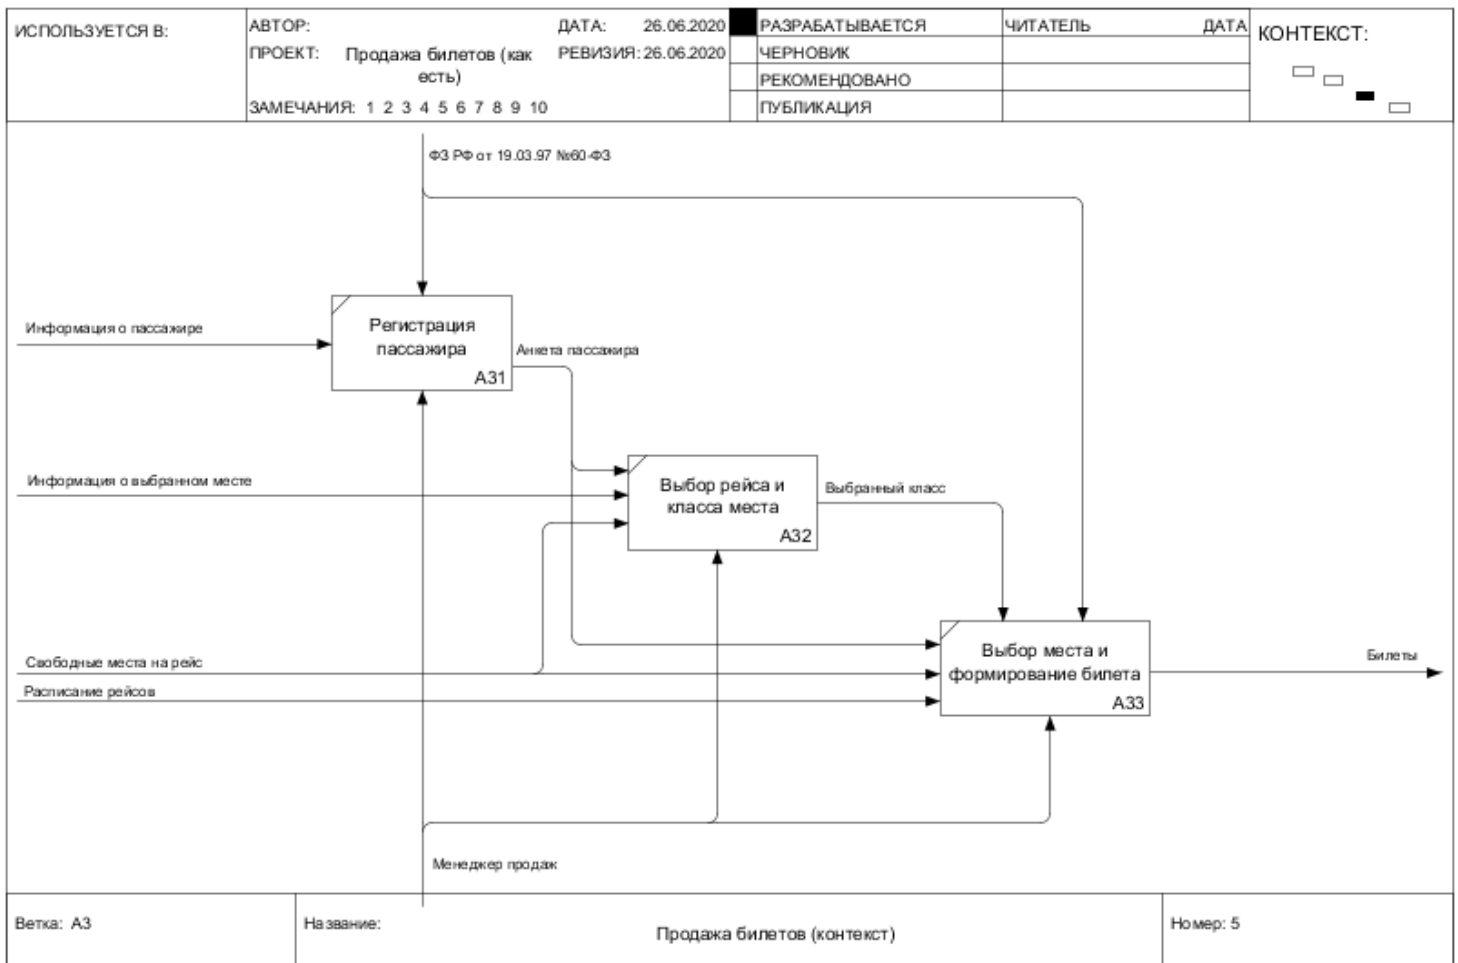 ИСПОЛЬЗУЕТСЯ В:
АВТОР:
ДАТА: 26.06.2020
ПРОЕКТ: Продажа билетов (как
есть)
РЕВИЗИЯ: 26.06.2020
ЗАМЕЧАНИЯ: 1 2 3 4 5 6 7 8 9 10
РАЗРАБАТЫВАЕТСЯ
ЧЕРНОВИК
РЕКОМЕНДОВАНО
ПУБЛИКАЦИЯ
ЧИТАТЕЛЬ ДАТА
КОНТЕКСТ:
ФЗ РФ от 19.03.97 №60-ФЗ
Информация о пассажире
Регистрация
пассажира
A31
Анкета пассажира
Информация о выбранном месте
Выбор рейса и
класса места
A32
Выбранный класс
Свободные места на рейс
Расписание рейсов
Выбор места и
формирование билета
A33
Билеты
Менеджер продаж
Ветка: A3
Название:
Продажа билетов (контекст)
Номер: 5